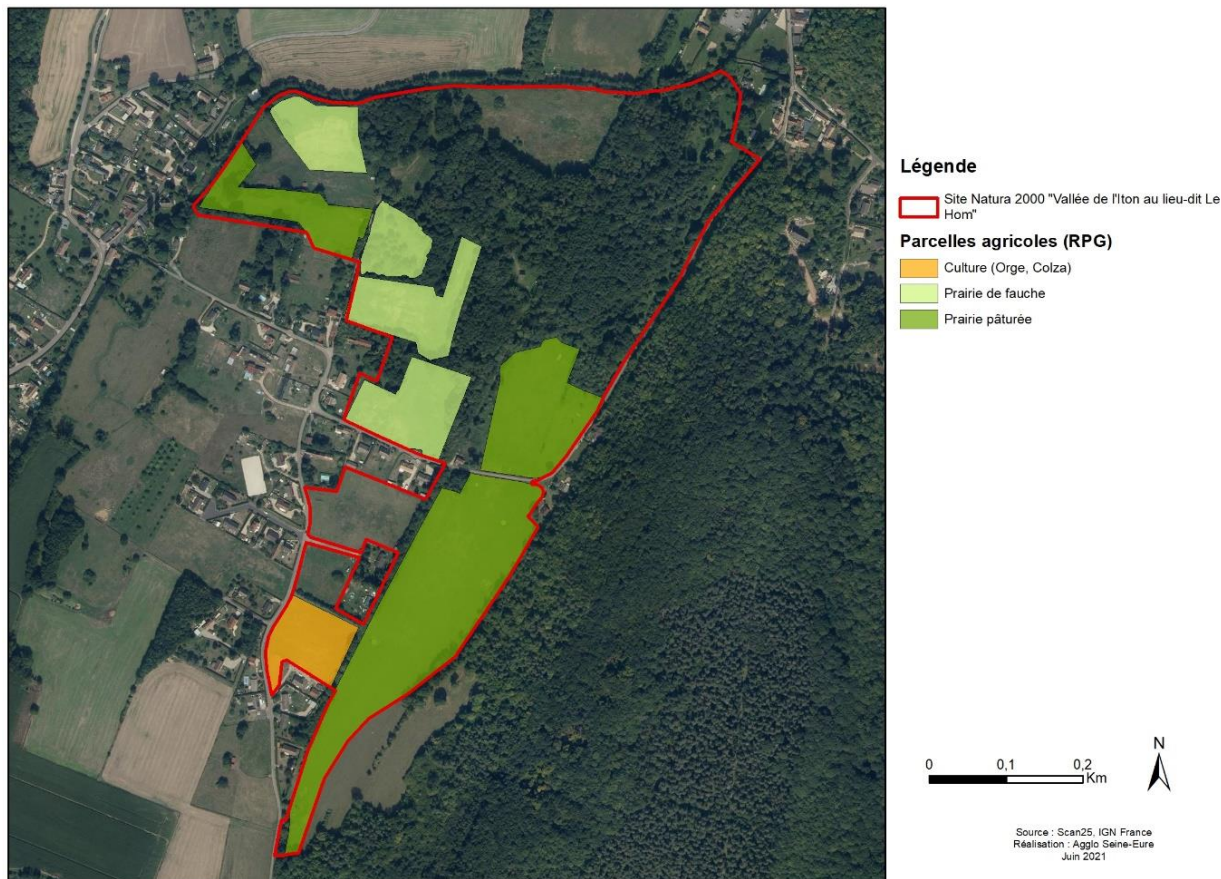 Légende
Site Natura 2000 "Vallée de l'Iton au lieu-dit Le
Hom"
Parcelles agricoles (RPG)
Culture (Orge, Colza)
Prairie de fauche
Prairie pâturée
N
0 0,1 0,2
Km
Source : Scan25, IGN France
Réalisation : Agglo Seine-Eure
Juin 2021